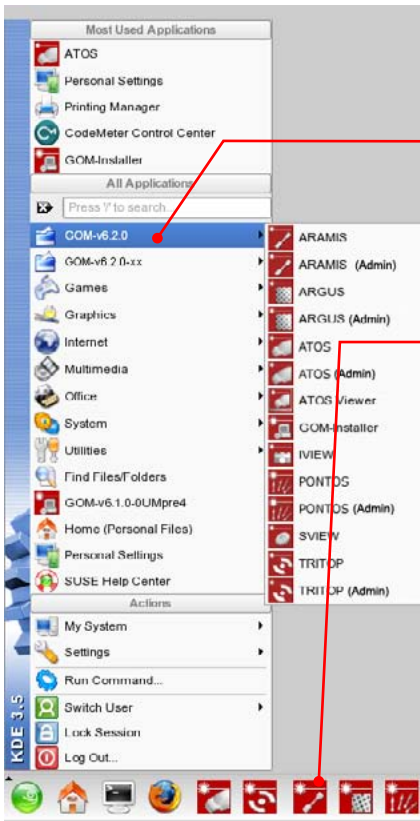 Most Used Applications
ATOS
Personal Settings
Printing Manager
CodeMeter Control Center
GOM-Installer
All Applications
Press '/' to search...
GOM-v6.2.0
GOM-v6.2.0-xx
Games
Graphics
Internet
Multimedia
Office
System
Utilities
Find Files/Folders
GOM-v6.1.0-0UMpre4
Home (Personal Files)
Personal Settings
SUSE Help Center
Actions
My System
Settings
Run Command...
Switch User
Lock Session
Log Out...
KDE 3.5
ARAMIS
ARAMIS (Admin)
ARGUS
ARGUS (Admin)
ATOS
ATOS (Admin)
ATOS Viewer
GOM-Installer
IVIEW
PONTOS
PONTOS (Admin)
SVIEW
TRITOP
TRITOP (Admin)